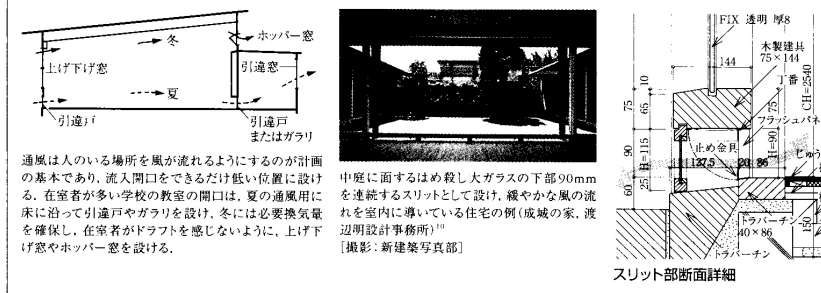 冬
ホッパー窓
上げ下げ窓
引違窓
夏
引違戸
引違戸
またはガラリ
通風は人のいる場所を風が流れるようにするのが計画
の基本であり,流入開口をできるだけ低い位置に設け
る.在室者が多い学校の教室の開口は,夏の通風用に
床に沿って引違戸やガラリを設け,冬には必要換気量
を確保し,在室者がドラフトを感じないように,上げ下
げ窓やホッパー窓を設ける.
中庭に面するはめ殺し大ガラスの下部90mm
を連続するスリットとして設け,緩やかな風の流
れを室内に導いている住宅の例(成城の家,渡
辺明設計事務所)
[撮影:新建築写真部]
FIX 透明 厚8
木製建具
75×144
144
丁番
10
75
65
75
CH=2540
フラッシュパネ
90
H=115
止め金具
H=90
127.5 20 86
じゅう
60
25
トラバーチン
40×86
150
トラバーチン
スリット部断面詳細